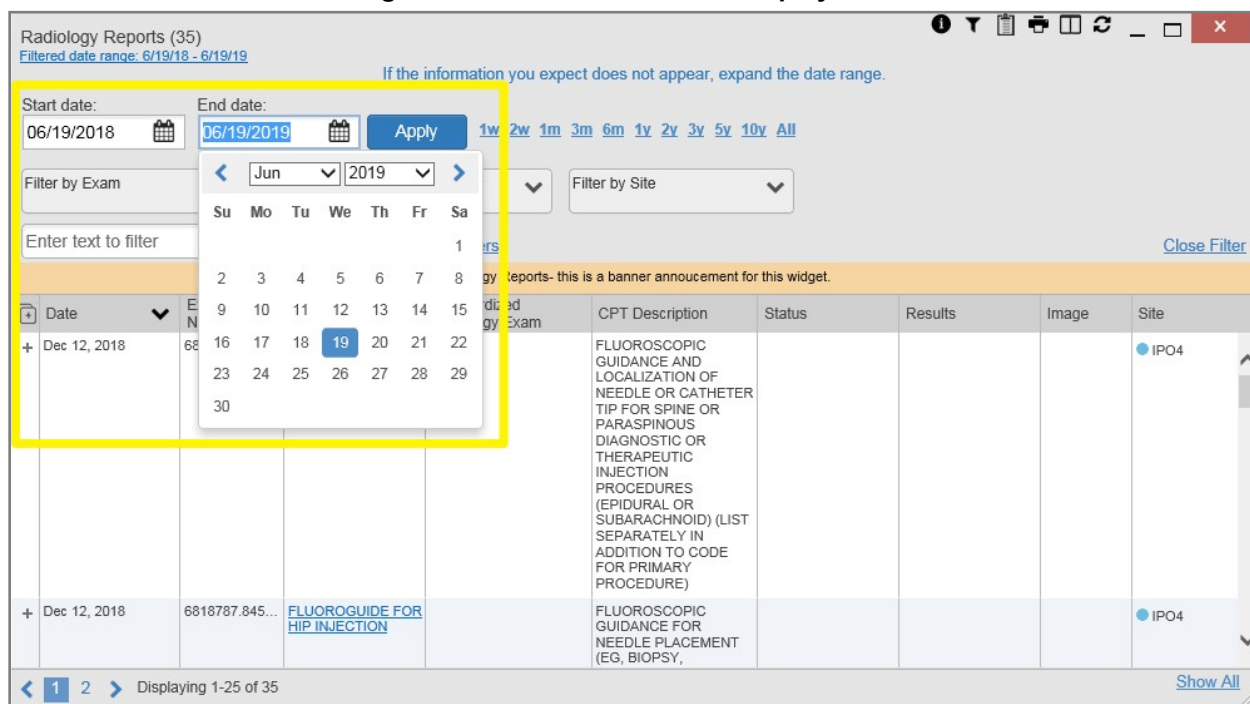 Radiology Reports (35)
Filtered date range: 6/19/18 - 6/19/19
If the information you expect does not appear, expand the date range.
Start date:
End date:
06/19/2018
06/19/2019
Apply
1w 2w 1m 3m 6m 1y 2y 3y 5y 10y All
Filter by Exam
Filter by Site
Jun
2019
Su Mo Tu We Th Fr Sa
1
2 3 4 5 6 7 8
9 10 11 12 13 14 15
16 17 18 19 20 21 22
23 24 25 26 27 28 29
30
Enter text to filter
Close Filter
Reports- this is a banner annoucement for this widget.
Date
Exam
CPT Description
Status
Results
Image
Site
+ Dec 12, 2018
68
FLUOROSCOPIC
GUIDANCE AND
LOCALIZATION OF
NEEDLE OR CATHETER
TIP FOR SPINE OR
PARASPINOUS
DIAGNOSTIC OR
THERAPEUTIC
INJECTION
PROCEDURES
(EPIDURAL OR
SUBARACHNOID) (LIST
SEPARATELY IN
ADDITION TO CODE
FOR PRIMARY
PROCEDURE)
IPO4
+ Dec 12, 2018
6818787.845...
FLUOROGUIDE FOR
HIP INJECTION
FLUOROSCOPIC
GUIDANCE FOR
NEEDLE PLACEMENT
(EG, BIOPSY,
IPO4
1 2 Displaying 1-25 of 35
Show All